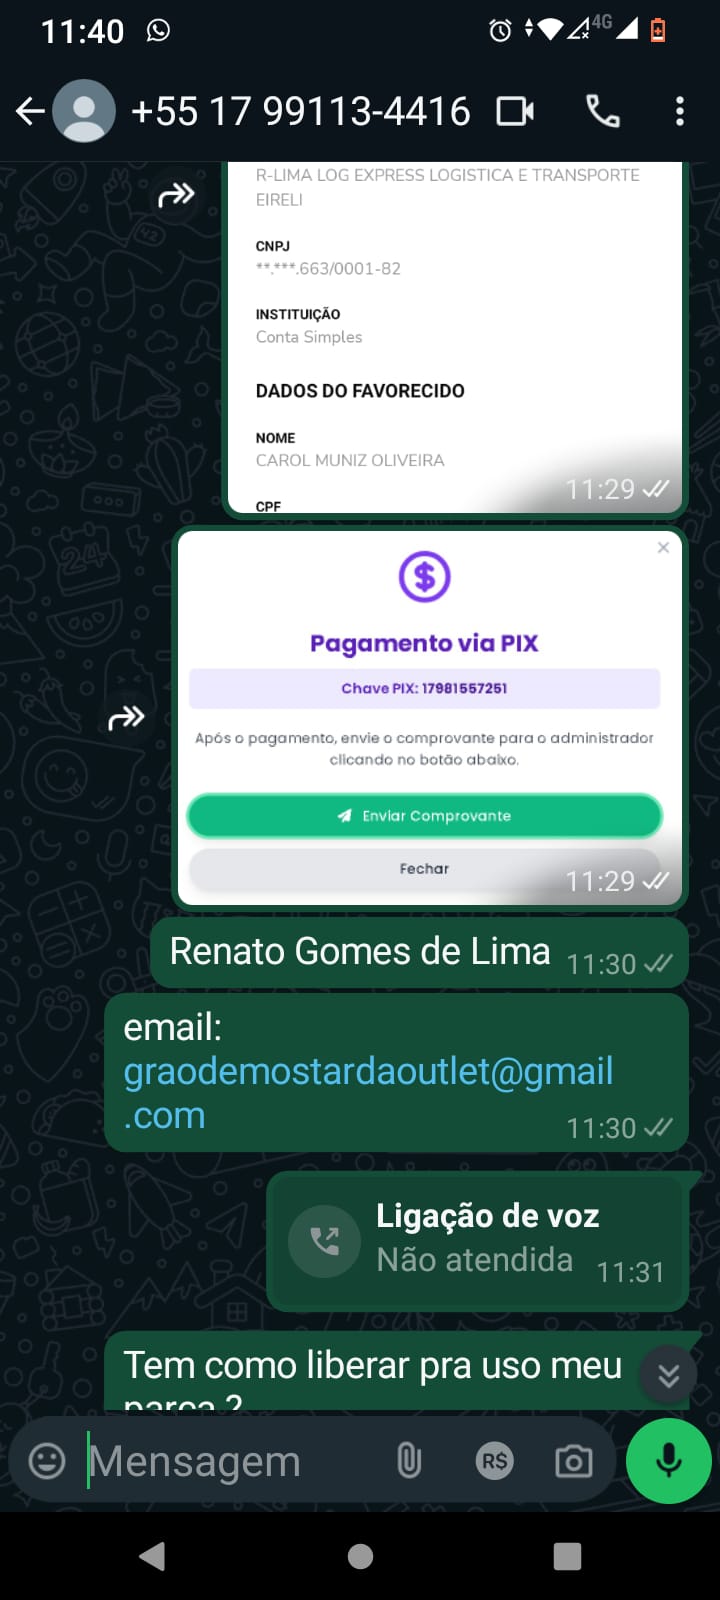 11:40
4G
+55 17 99113-4416
R-LIMA LOG EXPRESS LOGISTICA E TRANSPORTE
EIRELI
CNPJ
**.***.663/0001-82
INSTITUIÇÃO
Conta Simples
DADOS DO FAVORECIDO
NOME
CAROL MUNIZ OLIVEIRA
CPF
11:29
Pagamento via PIX
Chave PIX: 17981557251
Após o pagamento, envie o comprovante para o administrador
clicando no botão abaixo.
Enviar Comprovante
Fechar
11:29
Renato Gomes de Lima 11:30
email:
graodemostardaoutlet@gmail
.com
11:30
Ligação de voz
Não atendida 11:31
Tem como liberar pra uso meu
parça ?
Mensagem
R$